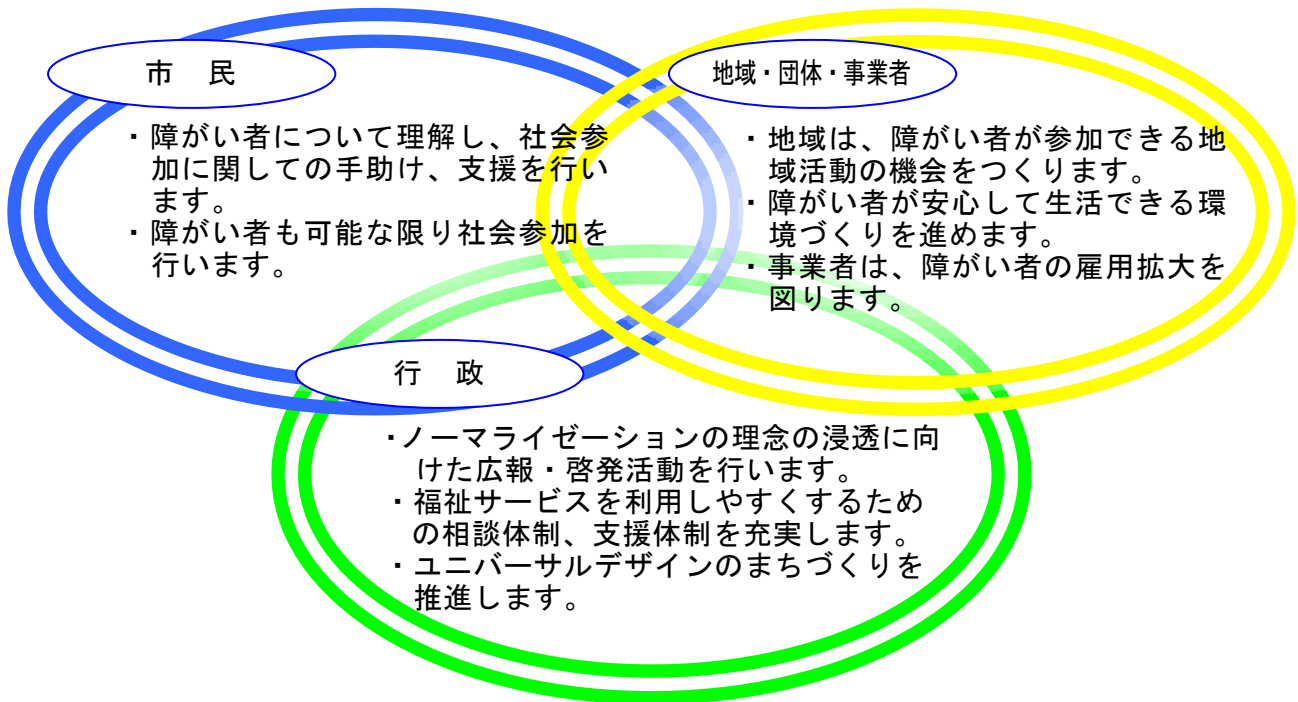 市　民
・障がい者について理解し、社会参
加に関しての手助け、支援を行い
ます。
・障がい者も可能な限り社会参加を
行います。
地域・団体・事業者
・地域は、障がい者が参加できる地
域活動の機会をつくります。
・障がい者が安心して生活できる環
境づくりを進めます。
・事業者は、障がい者の雇用拡大を
図ります。
行　政
・ノーマライゼーションの理念の浸透に向
けた広報・啓発活動を行います。
・福祉サービスを利用しやすくするため
の相談体制、支援体制を充実します。
・ユニバーサルデザインのまちづくりを
推進します。